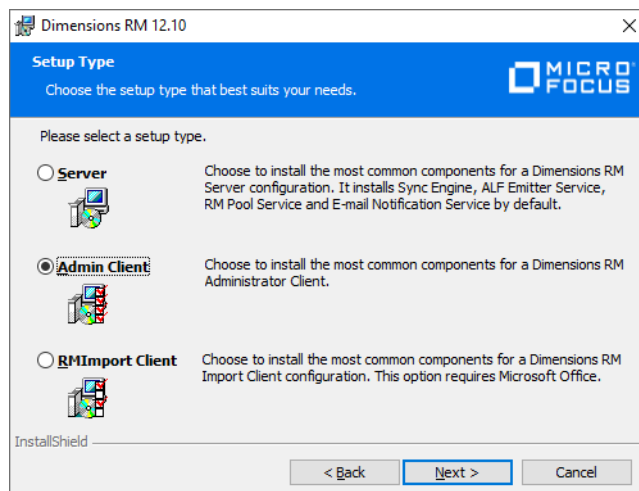 Dimensions RM 12.10
Setup Type
Choose the setup type that best suits your needs.
MICRO
FOCUS
Please select a setup type.
Server
Choose to install the most common components for a Dimensions RM
Server configuration. It installs Sync Engine, ALF Emitter Service,
RM Pool Service and E-mail Notification Service by default.
Admin Client
Choose to install the most common components for a Dimensions RM
Administrator Client.
RMImport Client
Choose to install the most common components for a Dimensions RM
Import Client configuration. This option requires Microsoft Office.
InstallShield
< Back
Next >
Cancel